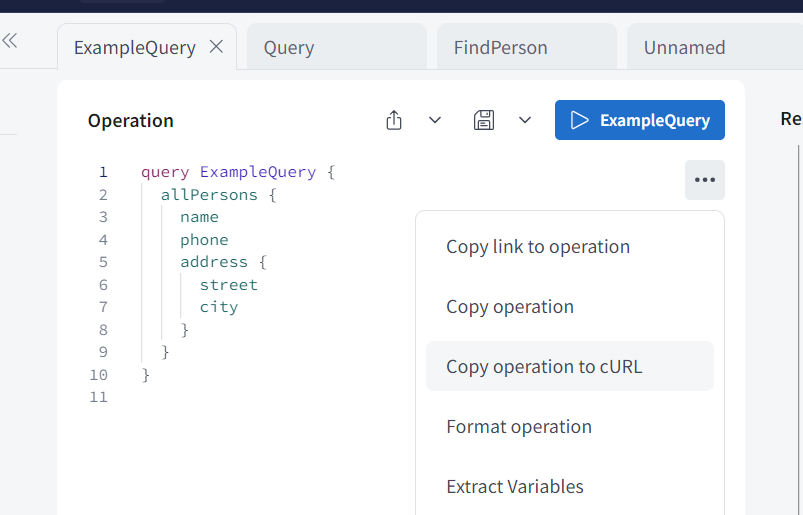 ExampleQuery
Query
FindPerson
Unnamed
Operation
ExampleQuery
Re
1 query ExampleQuery {
2 allPersons {
3 name
4 phone
5 address {
6 street
7 city
8 }
9 }
10 }
11
Copy link to operation
Copy operation
Copy operation to cURL
Format operation
Extract Variables